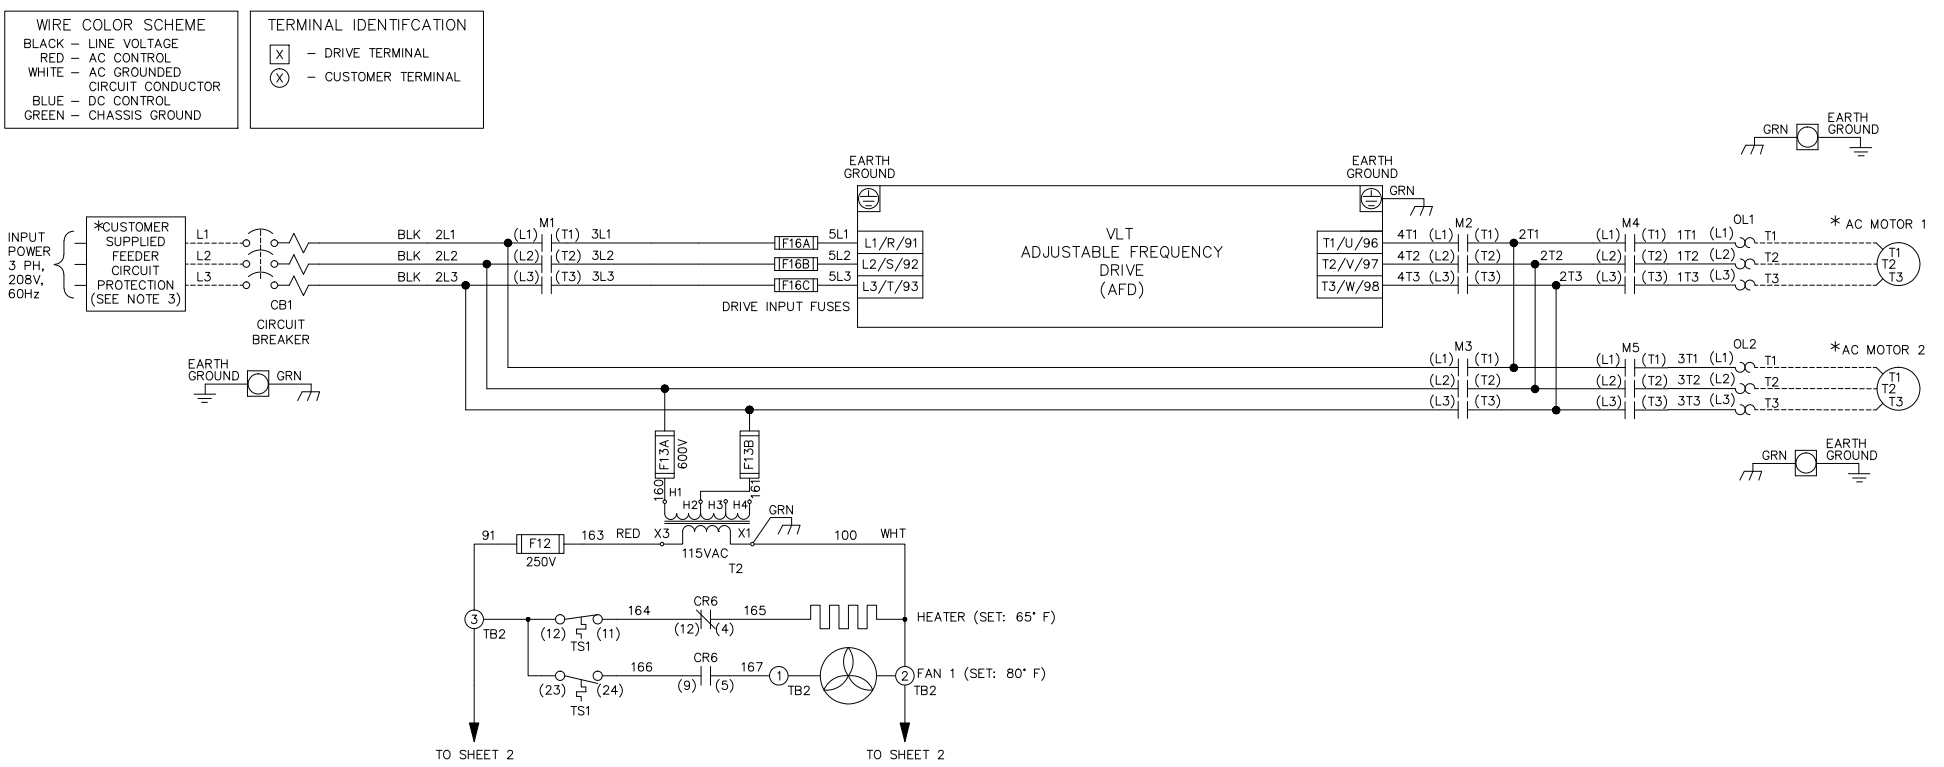 WIRE COLOR SCHEME
BLACK – LINE VOLTAGE
RED – AC CONTROL
WHITE – AC GROUNDED
CIRCUIT CONDUCTOR
BLUE – DC CONTROL
GREEN – CHASSIS GROUND
TERMINAL IDENTIFCATION
X – DRIVE TERMINAL
X – CUSTOMER TERMINAL
GRN
EARTH
GROUND
EARTH
GROUND
EARTH
GROUND
GRN
INPUT
POWER
3 PH,
208V,
60Hz
*CUSTOMER
SUPPLIED
FEEDER
CIRCUIT
PROTECTION
(SEE NOTE 3)
L1
L2
L3
CB1
CIRCUIT
BREAKER
BLK 2L1
BLK 2L2
BLK 2L3
M1
(L1) (T1) 3L1
(L2) (T2) 3L2
(L3) (T3) 3L3
F16A
F16B
F16C
DRIVE INPUT FUSES
5L1
5L2
5L3
L1/R/91
L2/S/92
L3/T/93
VLT
ADJUSTABLE FREQUENCY
DRIVE
(AFD)
T1/U/96
T2/V/97
T3/W/98
4T1 (L1) M2 (T1) 2T1
4T2 (L2) (T2) 2T2
4T3 (L3) (T3) 2T3
M4
(L1) (T1) 1T1 (L1) T1
(L2) (T2) 1T2 (L2) T2
(L3) (T3) 1T3 (L3) T3
OL1
* AC MOTOR 1
T1
T2
T3
EARTH
GROUND
GRN
M3
(L1) (T1)
(L2) (T2)
(L3) (T3)
M5
(L1) (T1) 3T1 (L1) T1
(L2) (T2) 3T2 (L2) T2
(L3) (T3) 3T3 (L3) T3
OL2
*AC MOTOR 2
T1
T2
T3
GRN
EARTH
GROUND
F13A
600V
F13B
160
161
H1
H2
H3
H4
GRN
91
F12
250V
163
RED
X3
X1
115VAC
T2
100
WHT
3
TB2
(12)
(11)
TS1
164
CR6
(12)
(4)
165
HEATER (SET: 65° F)
(23)
(24)
TS1
166
CR6
(9)
(5)
167
1
TB2
2
TB2
FAN 1 (SET: 80° F)
TO SHEET 2
TO SHEET 2